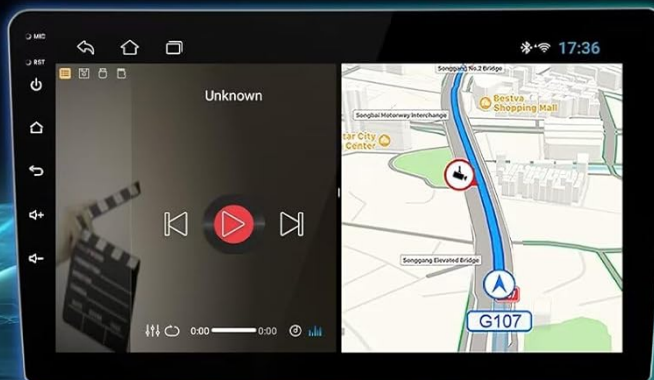 MIC
RST
17:36
Unknown
0:00
0:00
Songgang No.2 Bridge
Bestva
Shopping Mall
Songbai Motorway Interchange
tar City
Center
Songgang Elevated Bridge
G107